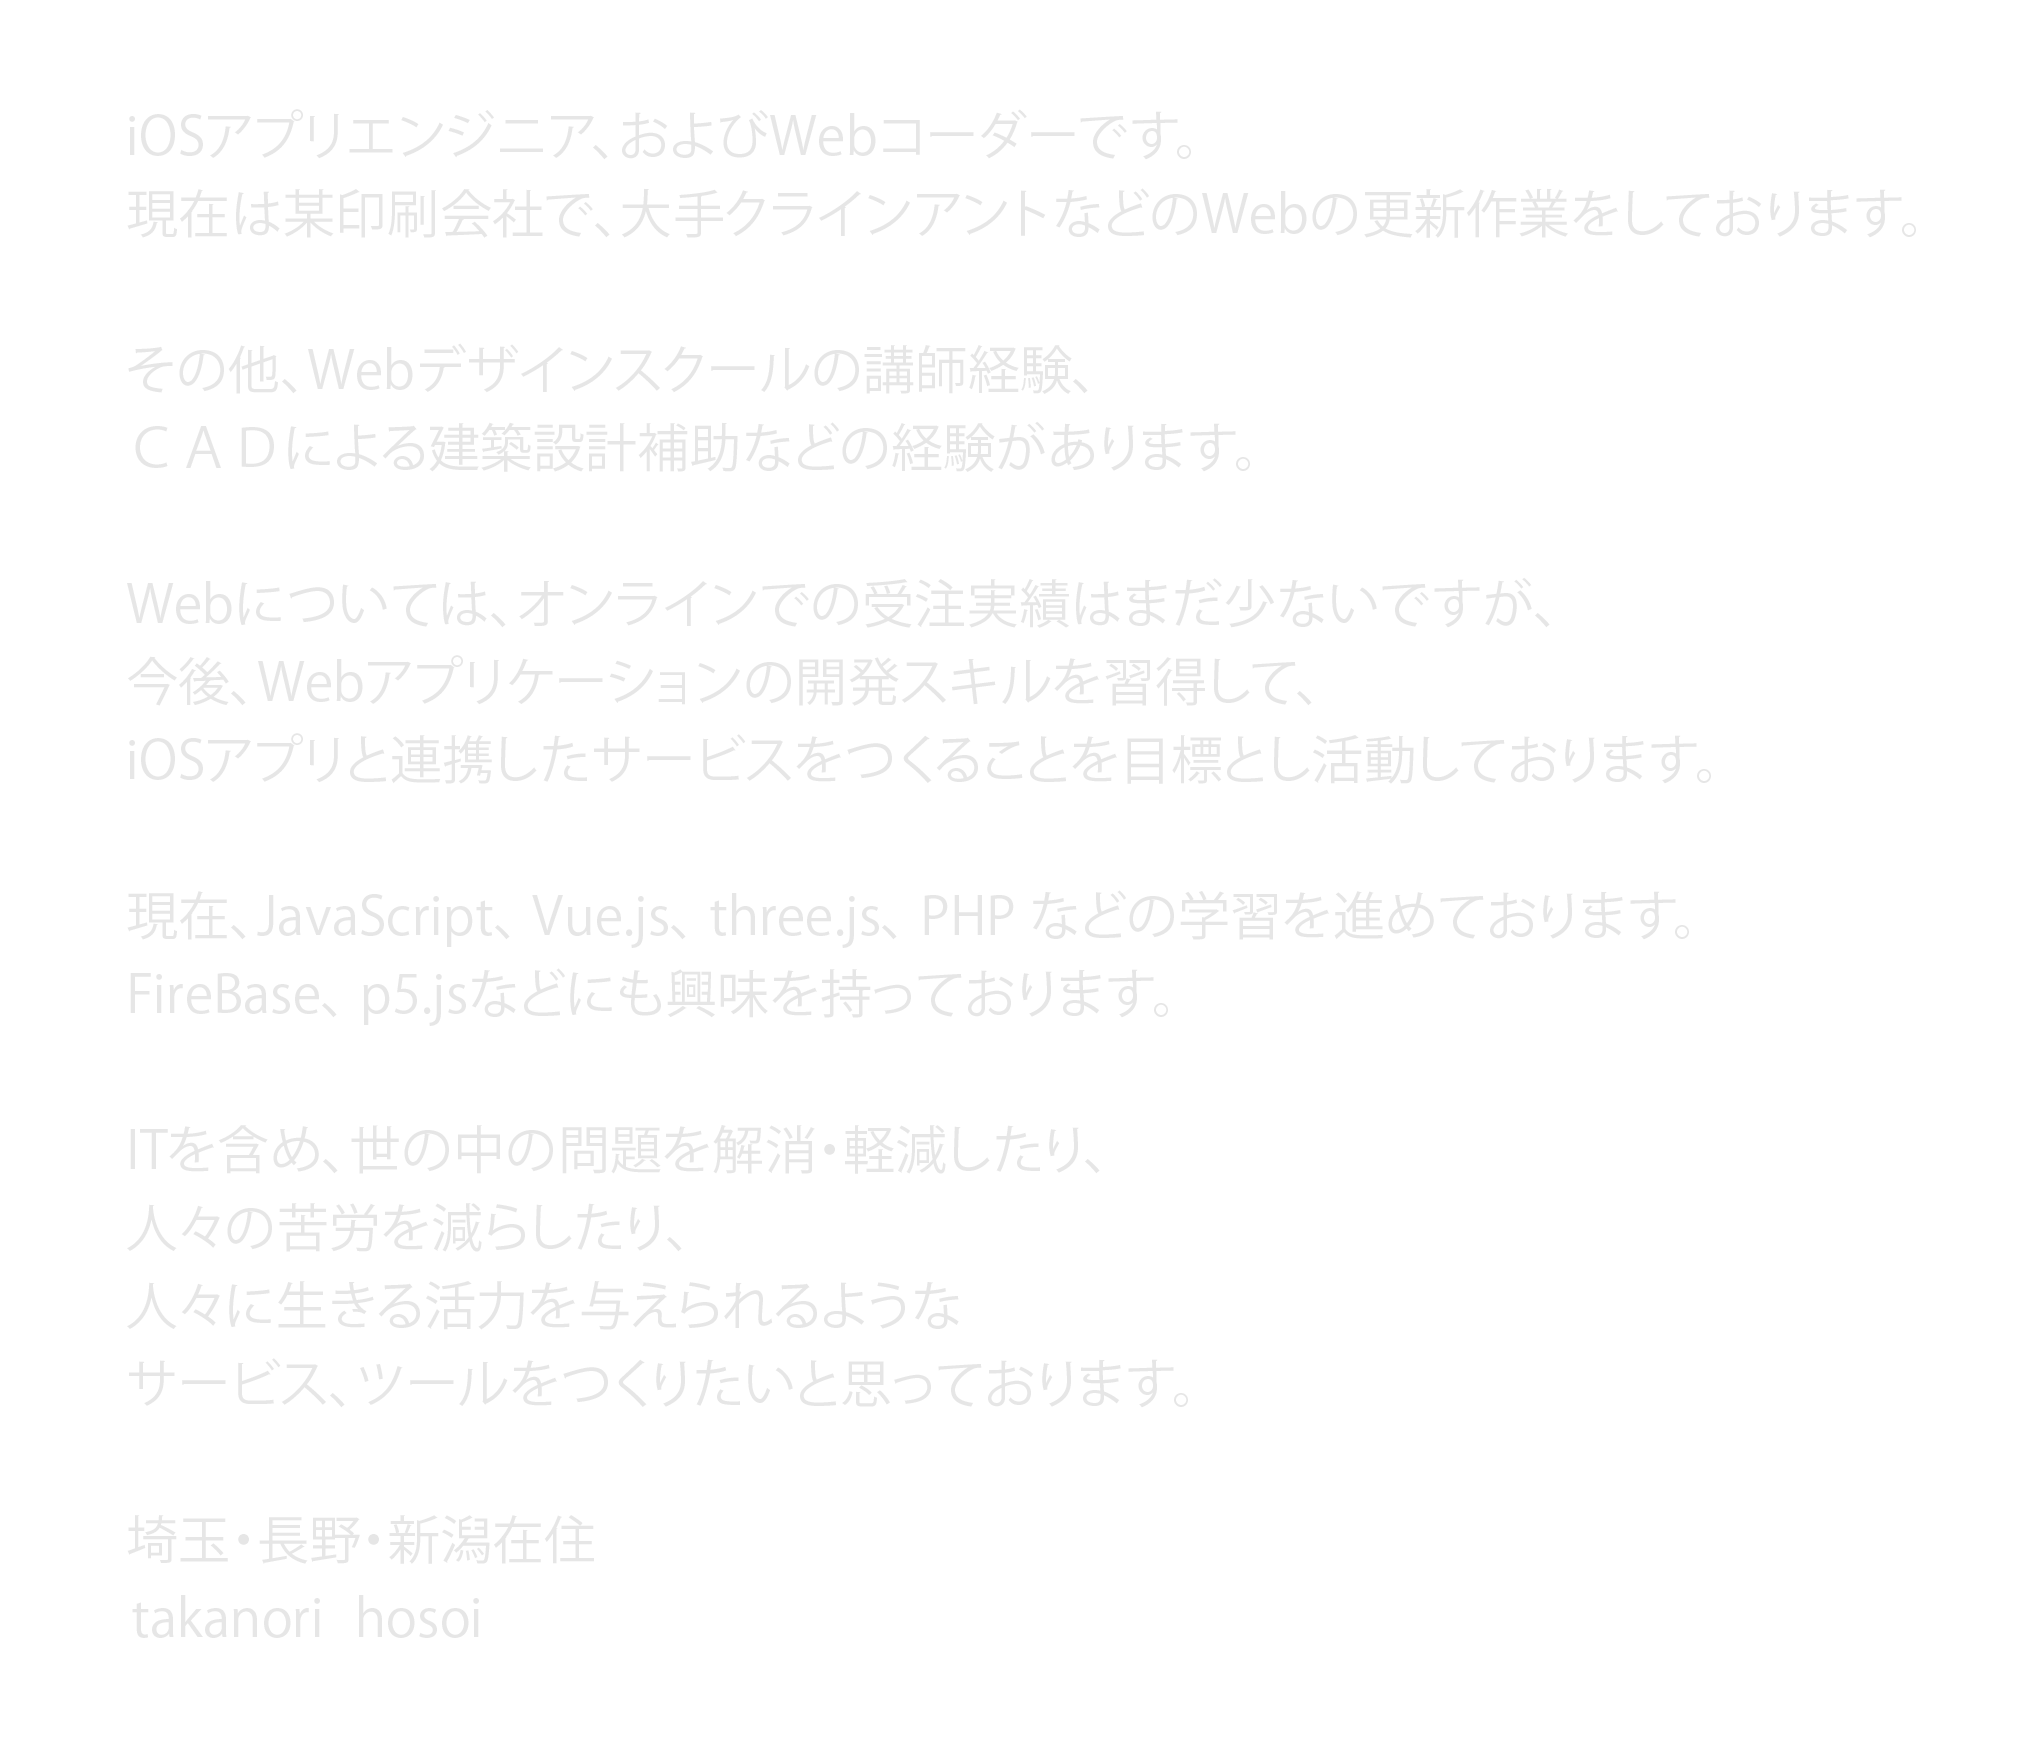 iOSアプリエンジニア、およびWebコーダーです。
現在は某印刷会社で、大手クラインアントなどのWebの更新作業をしております。
その他、Webデザインスクールの講師経験、
ＣＡＤによる建築設計補助などの経験があります。
Webについては、オンラインでの受注実績はまだ少ないですが、
今後、Webアプリケーションの開発スキルを習得して、
iOSアプリと連携したサービスをつくることを目標とし活動しております。
現在、JavaScript、Vue.js、three.js、PHP などの学習を進めております。
FireBase、p5.jsなどにも興味を持っております。
ITを含め、世の中の問題を解消・軽減したり、
人々の苦労を減らしたり、
人々に生きる活力を与えられるような
サービス、ツールをつくりたいと思っております。
埼玉・長野・新潟在住
takanori hosoi